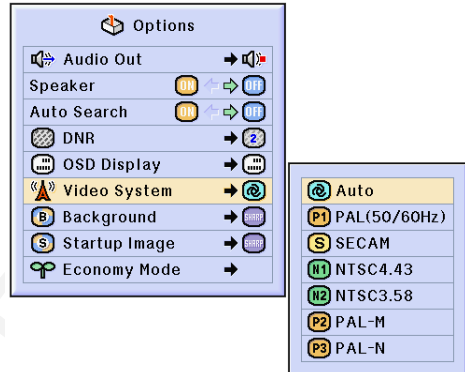 Options
Audio Out
Speaker ON OFF
Auto Search ON OFF
DNR 2
OSD Display
Video System
B Background SHARP
S Startup Image SHARP
Economy Mode
Auto
P1 PAL(50/60Hz)
S SECAM
N1 NTSC4.43
N2 NTSC3.58
P2 PAL-M
P3 PAL-N